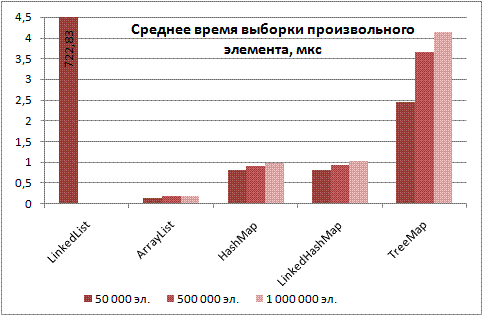 Среднее время выборки произвольного
элемента, мкс
4,5
4
3,5
3
2,5
2
1,5
1
0,5
0
722,83
LinkedList
ArrayList
HashMap
LinkedHashMap
TreeMap
50 000 эл.
500 000 эл.
1 000 000 эл.